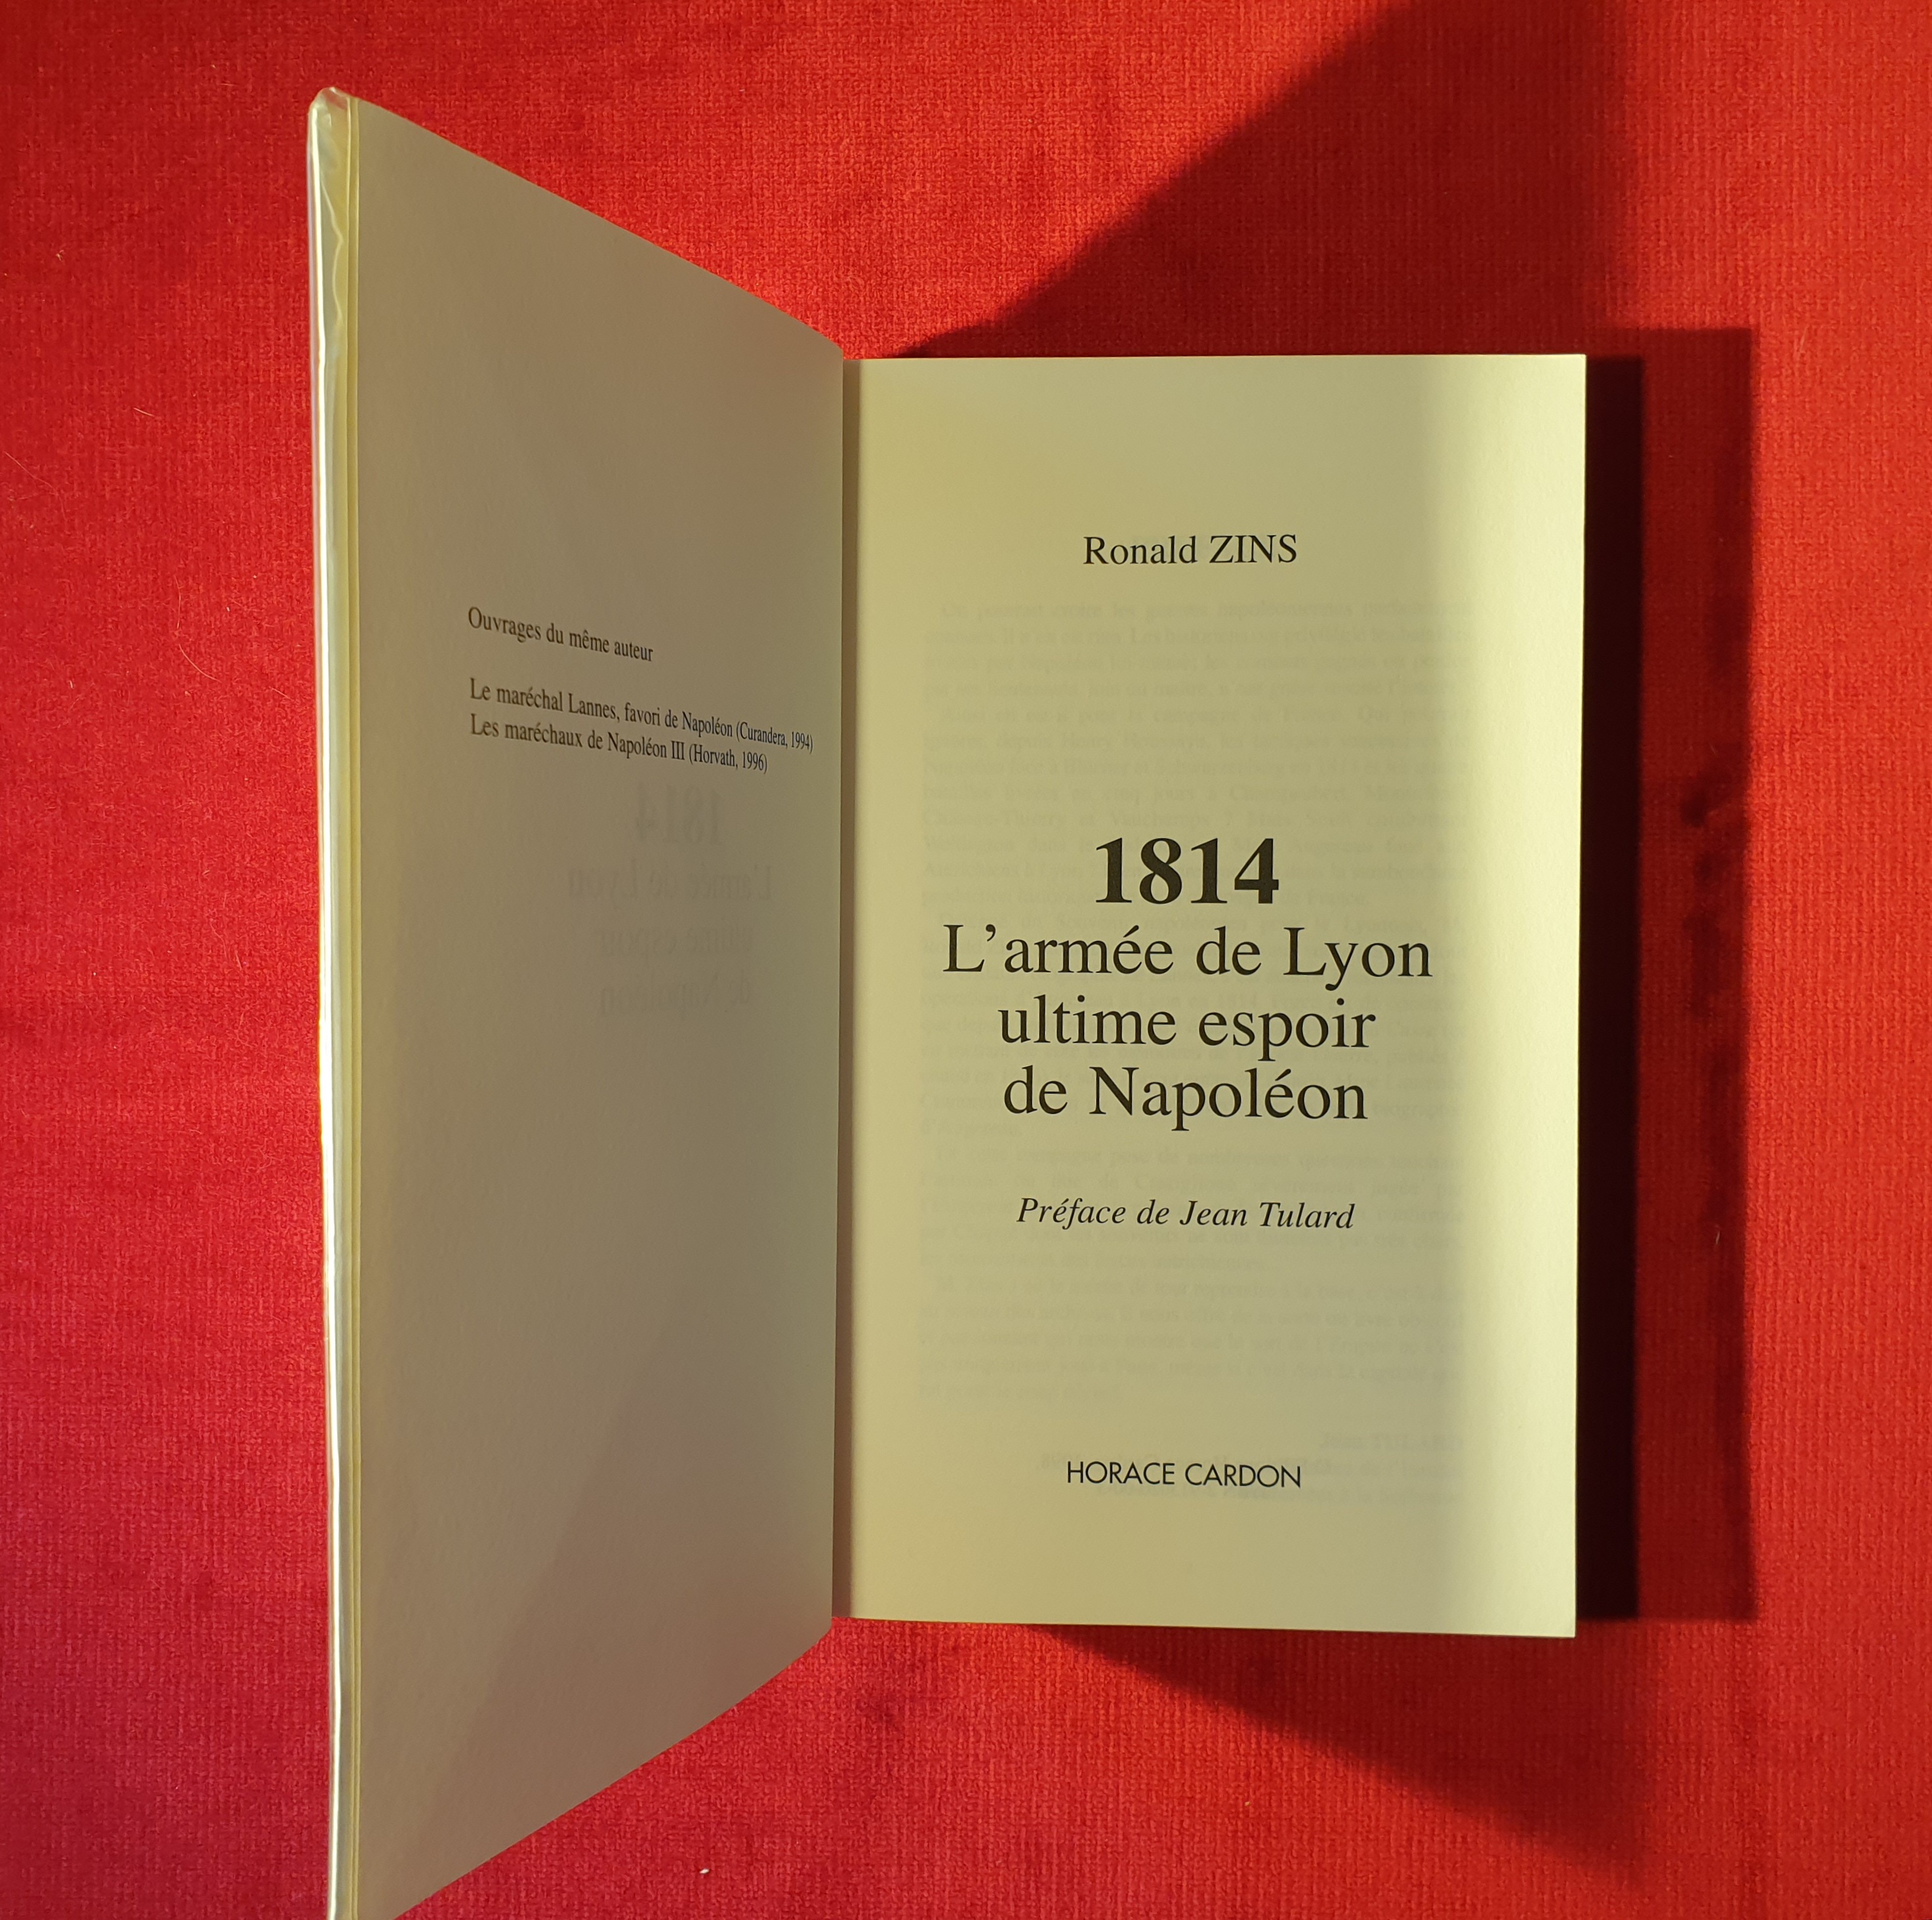 Ouvrages du même auteur
Le maréchal Lannes, favori de Napoléon (Curandera, 1994)
Les maréchaux de Napoléon III (Horvath, 1996)
Ronald ZINS
1814
L'armée de Lyon
ultime espoir
de Napoléon
Préface de Jean Tulard
HORACE CARDON